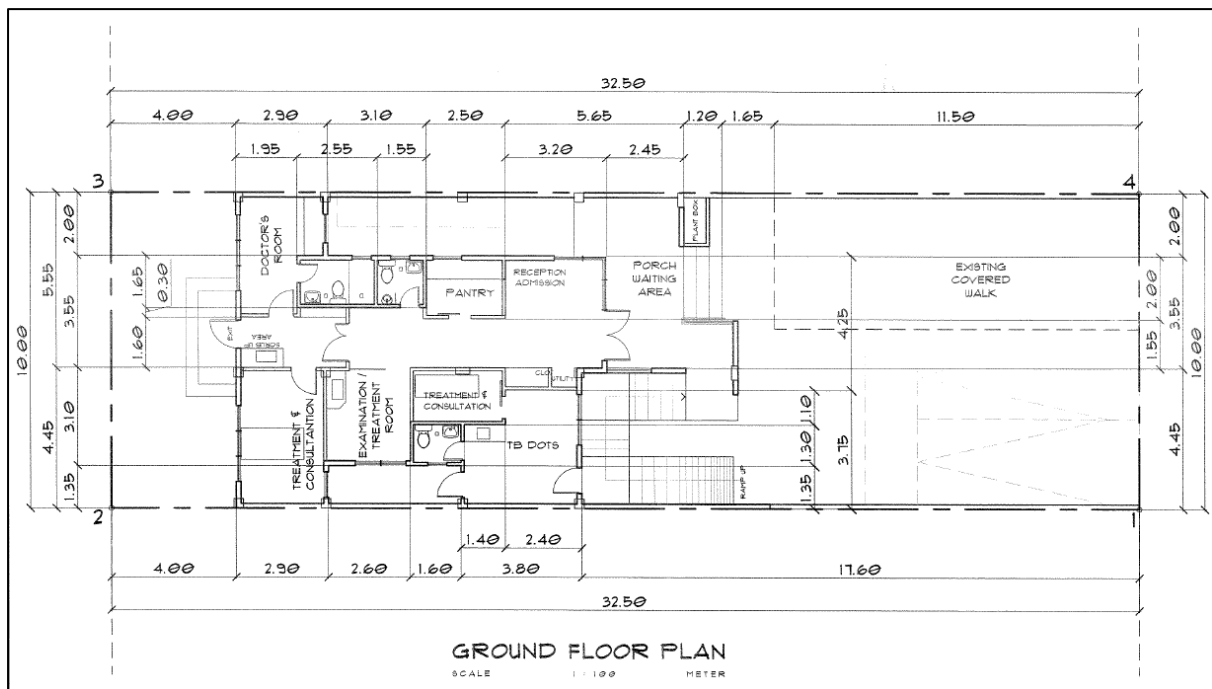 32.50
4.00 2.90 3.10 2.50 5.65 1.20 1.65 11.50
1.95 2.55 1.55 3.20 2.45
3
4
10.00
5.55
4.45
2.00
3.55
3.10
1.35
1.65
0.30
1.60
DOCTOR'S
ROOM
PLANT BOX
PANTRY
RECEPTION
ADMISSION
PORCH
WAITING
AREA
EXISTING
COVERED
WALK
EXIT
SCRUB UP
AREA
CLO
UTILITY
TREATMENT &
CONSULTANTION
EXAMINATION /
TREATMENT
ROOM
TREATMENT &
CONSULTATION
TB DOTS
RAMP UP
4.25
3.75
1.10
1.30
1.35
2.00
1.55
2.00
3.55
4.45
10.00
2
1
1.40 2.40
4.00 2.90 2.60 1.60 3.80 17.60
32.50
GROUND FLOOR PLAN
SCALE 1:100 METER